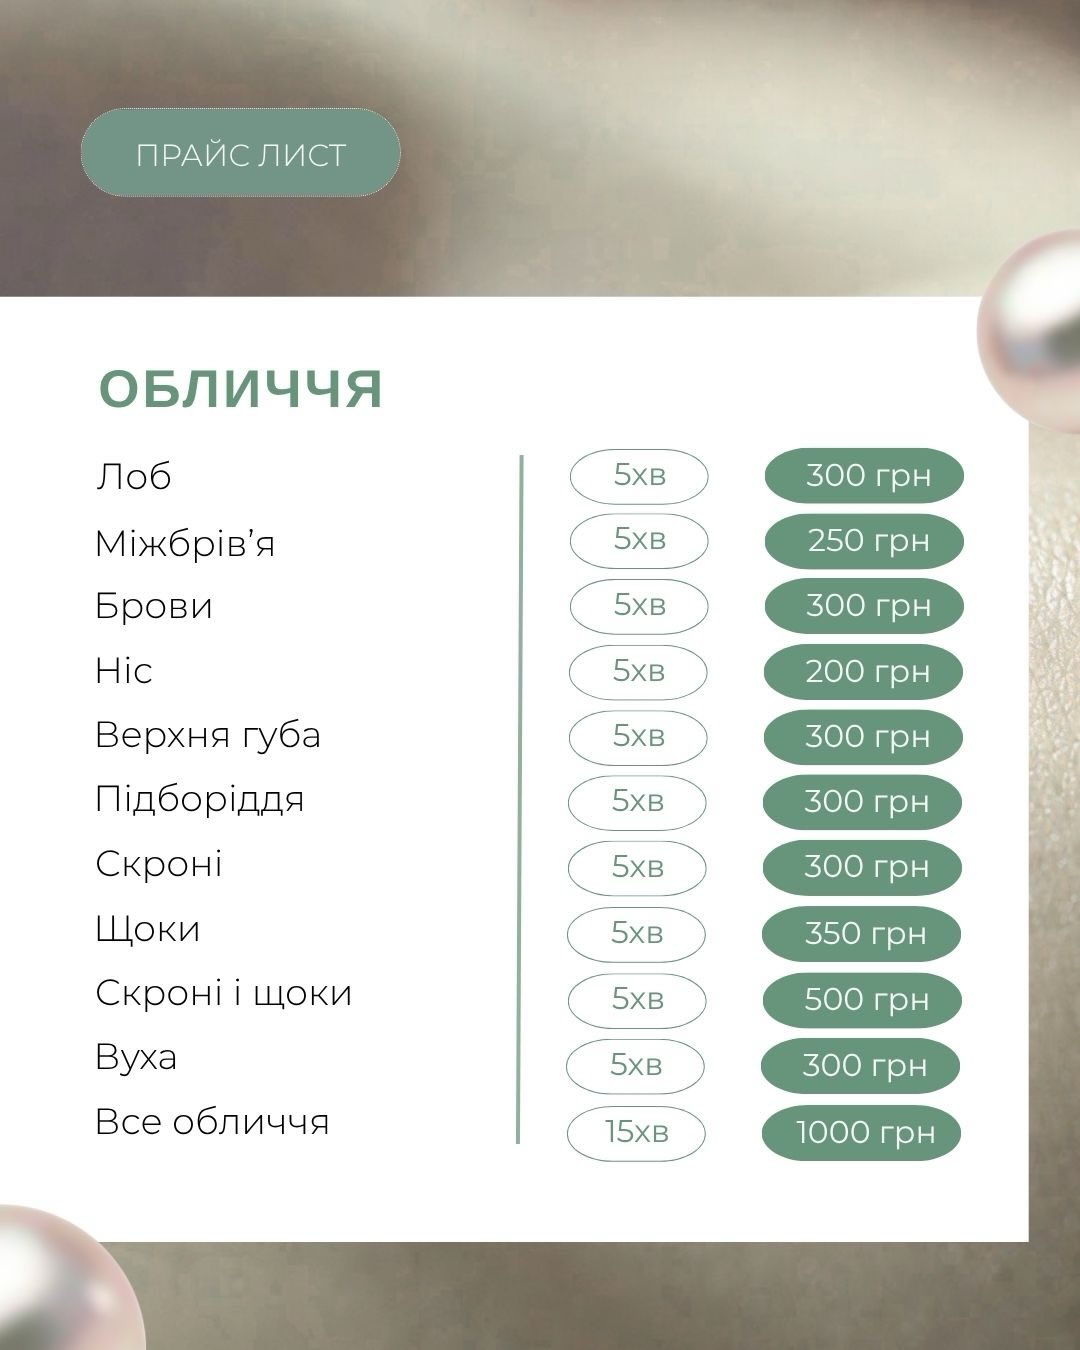 ПРАЙС ЛИСТ
ОБЛИЧЧЯ
Лоб 5хв 300 грн
Міжбрів’я 5хв 250 грн
Брови 5хв 300 грн
Ніс 5хв 200 грн
Верхня губа 5хв 300 грн
Підборіддя 5хв 300 грн
Скроні 5хв 300 грн
Щоки 5хв 350 грн
Скроні і щоки 5хв 500 грн
Вуха 5хв 300 грн
Все обличчя 15хв 1000 грн